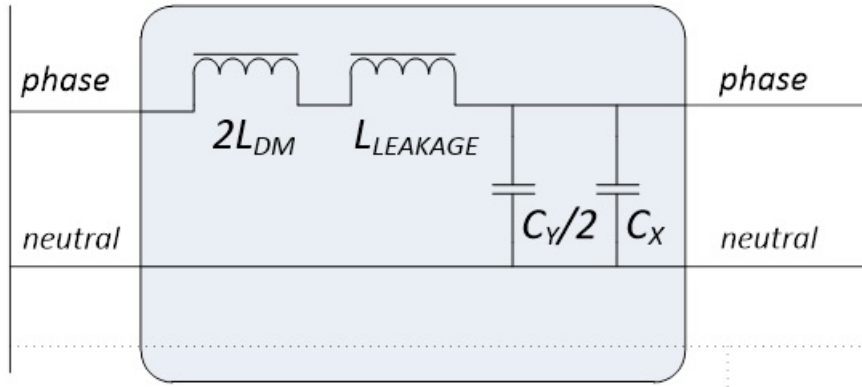 phase
phase
2L_DM
L_LEAKAGE
C_Y/2
C_X
neutral
neutral